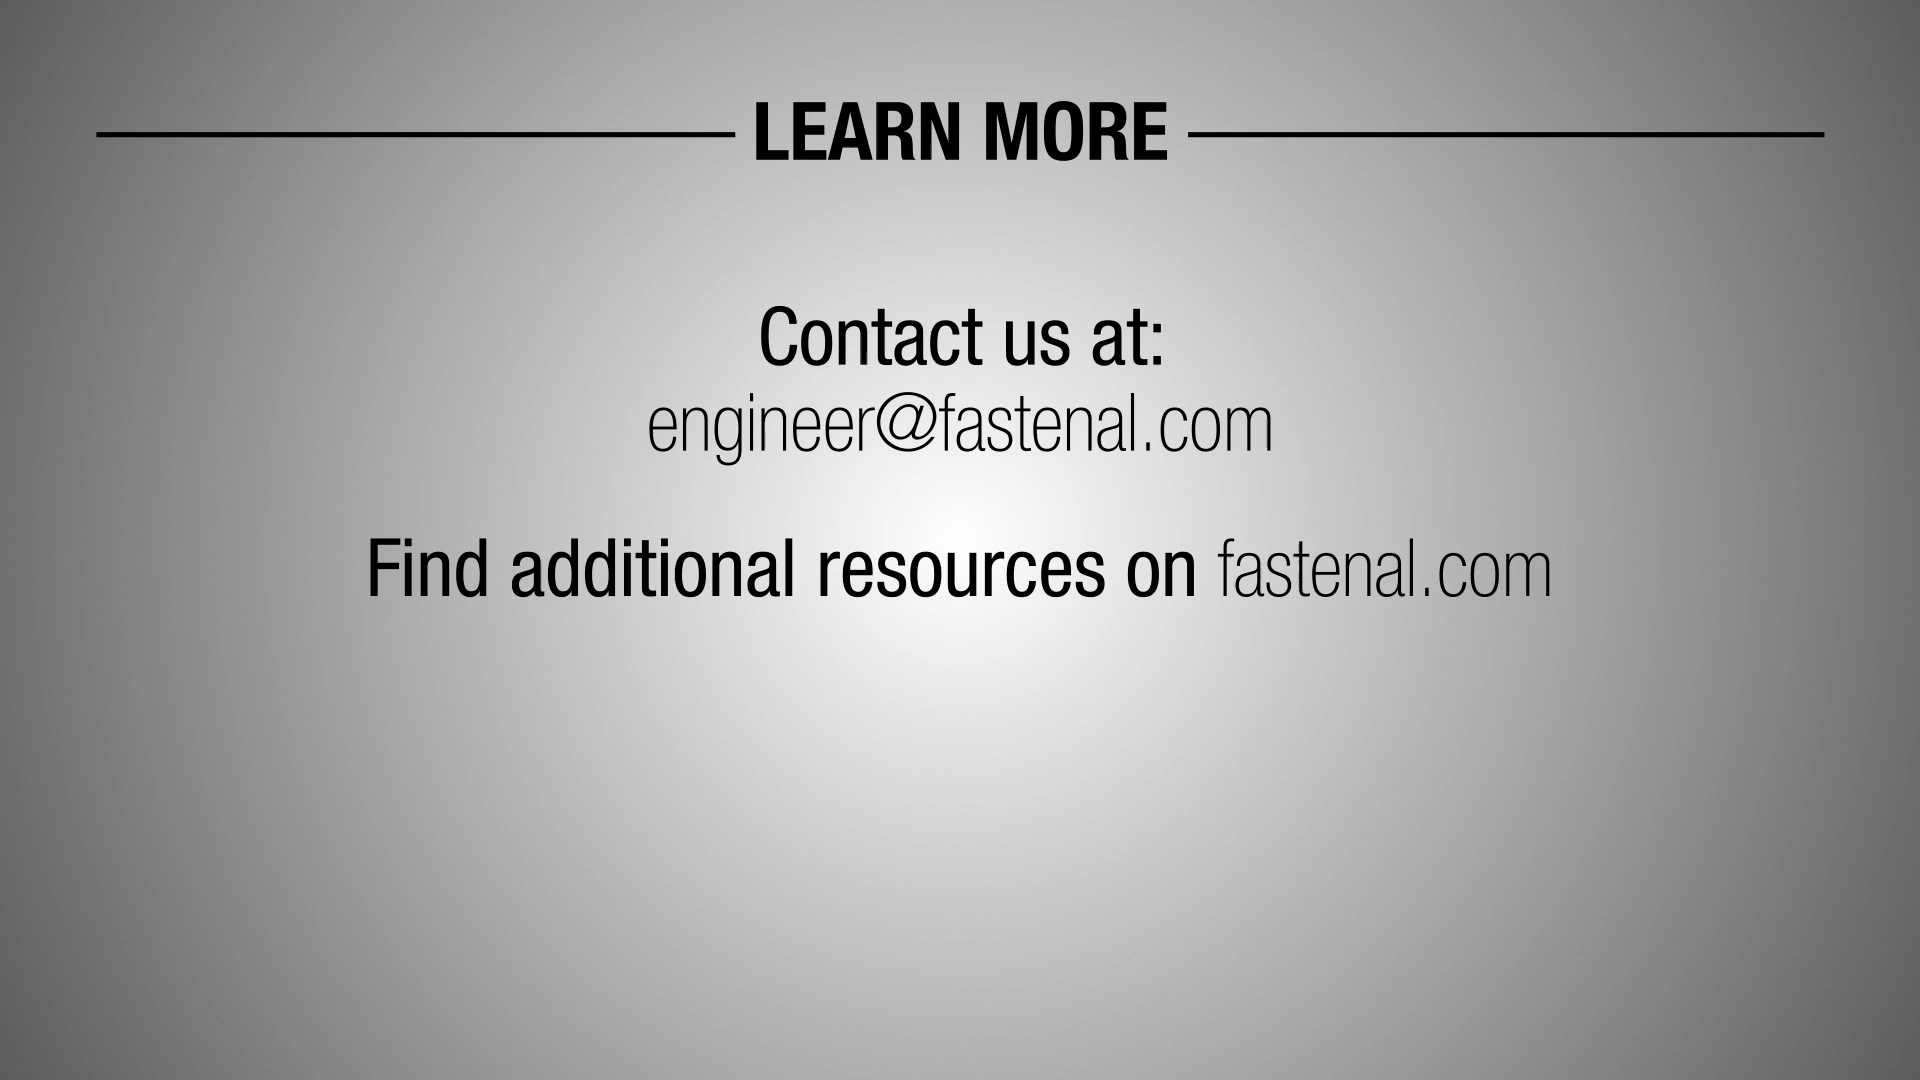 LEARN MORE
Contact us at:
engineer@fastenal.com
Find additional resources on fastenal.com